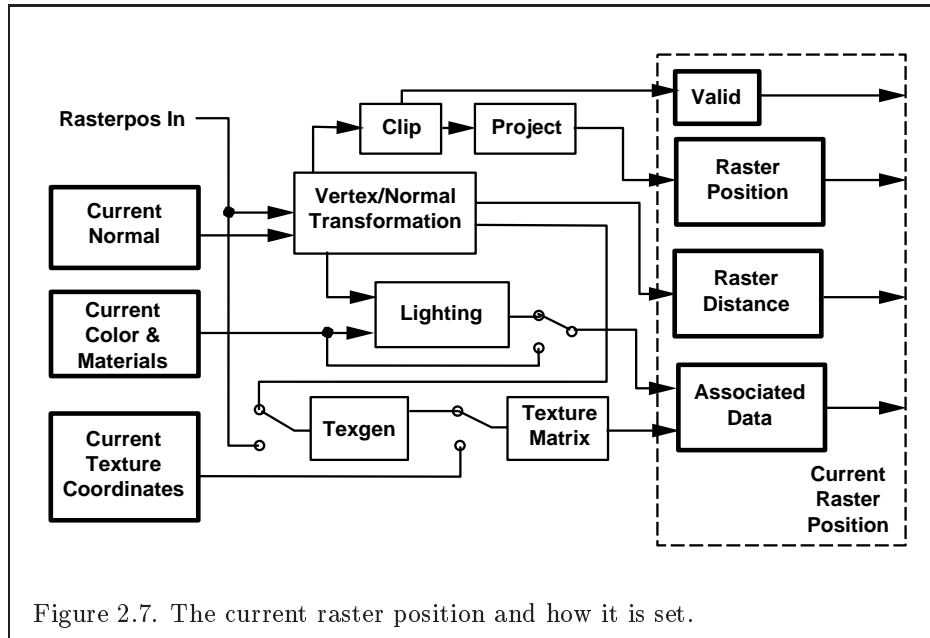 Rasterpos In
Current
Normal
Current
Color &
Materials
Current
Texture
Coordinates
Clip
Project
Vertex/Normal
Transformation
Lighting
Texgen
Texture
Matrix
Valid
Raster
Position
Raster
Distance
Associated
Data
Current
Raster
Position
Figure 2.7. The current raster position and how it is set.